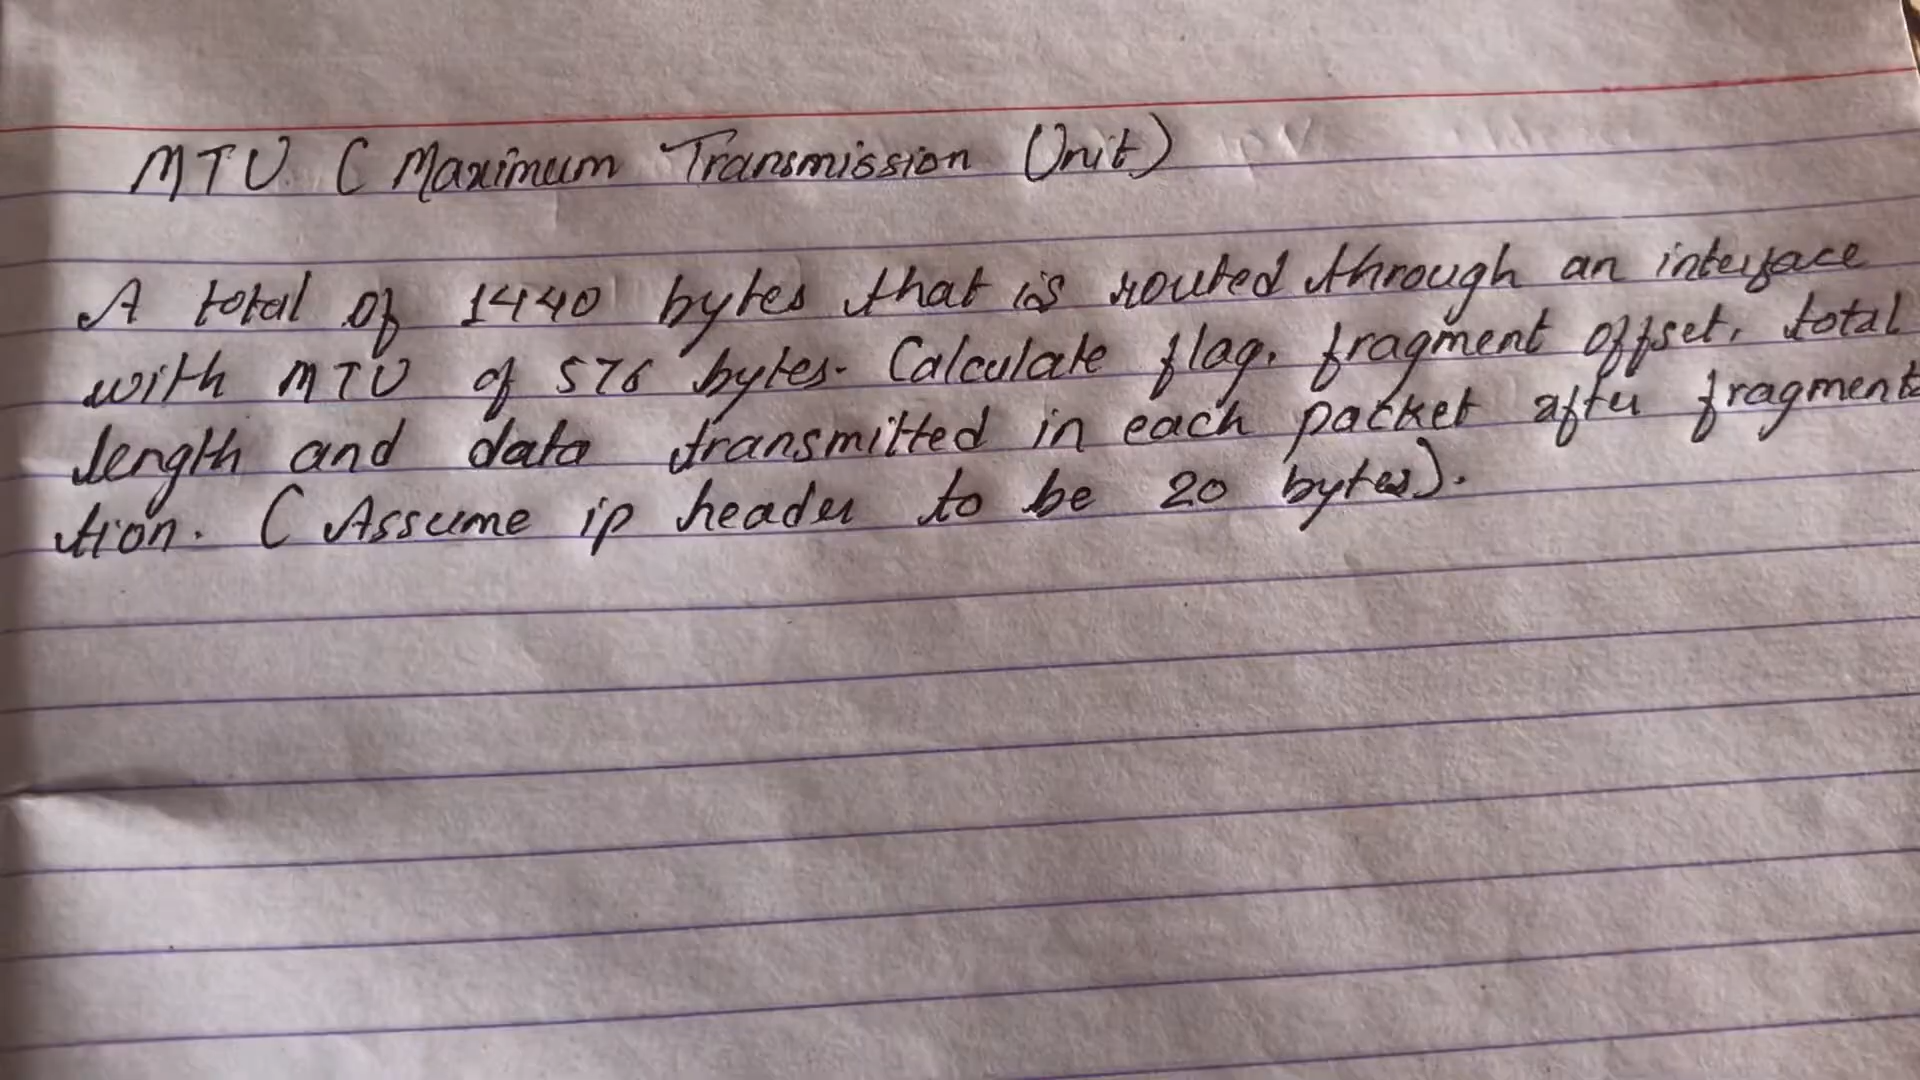 MTU (Maximum Transmission Unit)
A total of 1440 bytes that is routed through an interface
with MTU of 576 bytes. Calculate flag, fragment offset, total
length and data transmitted in each packet after fragmenta
tion. (Assume ip header to be 20 bytes).